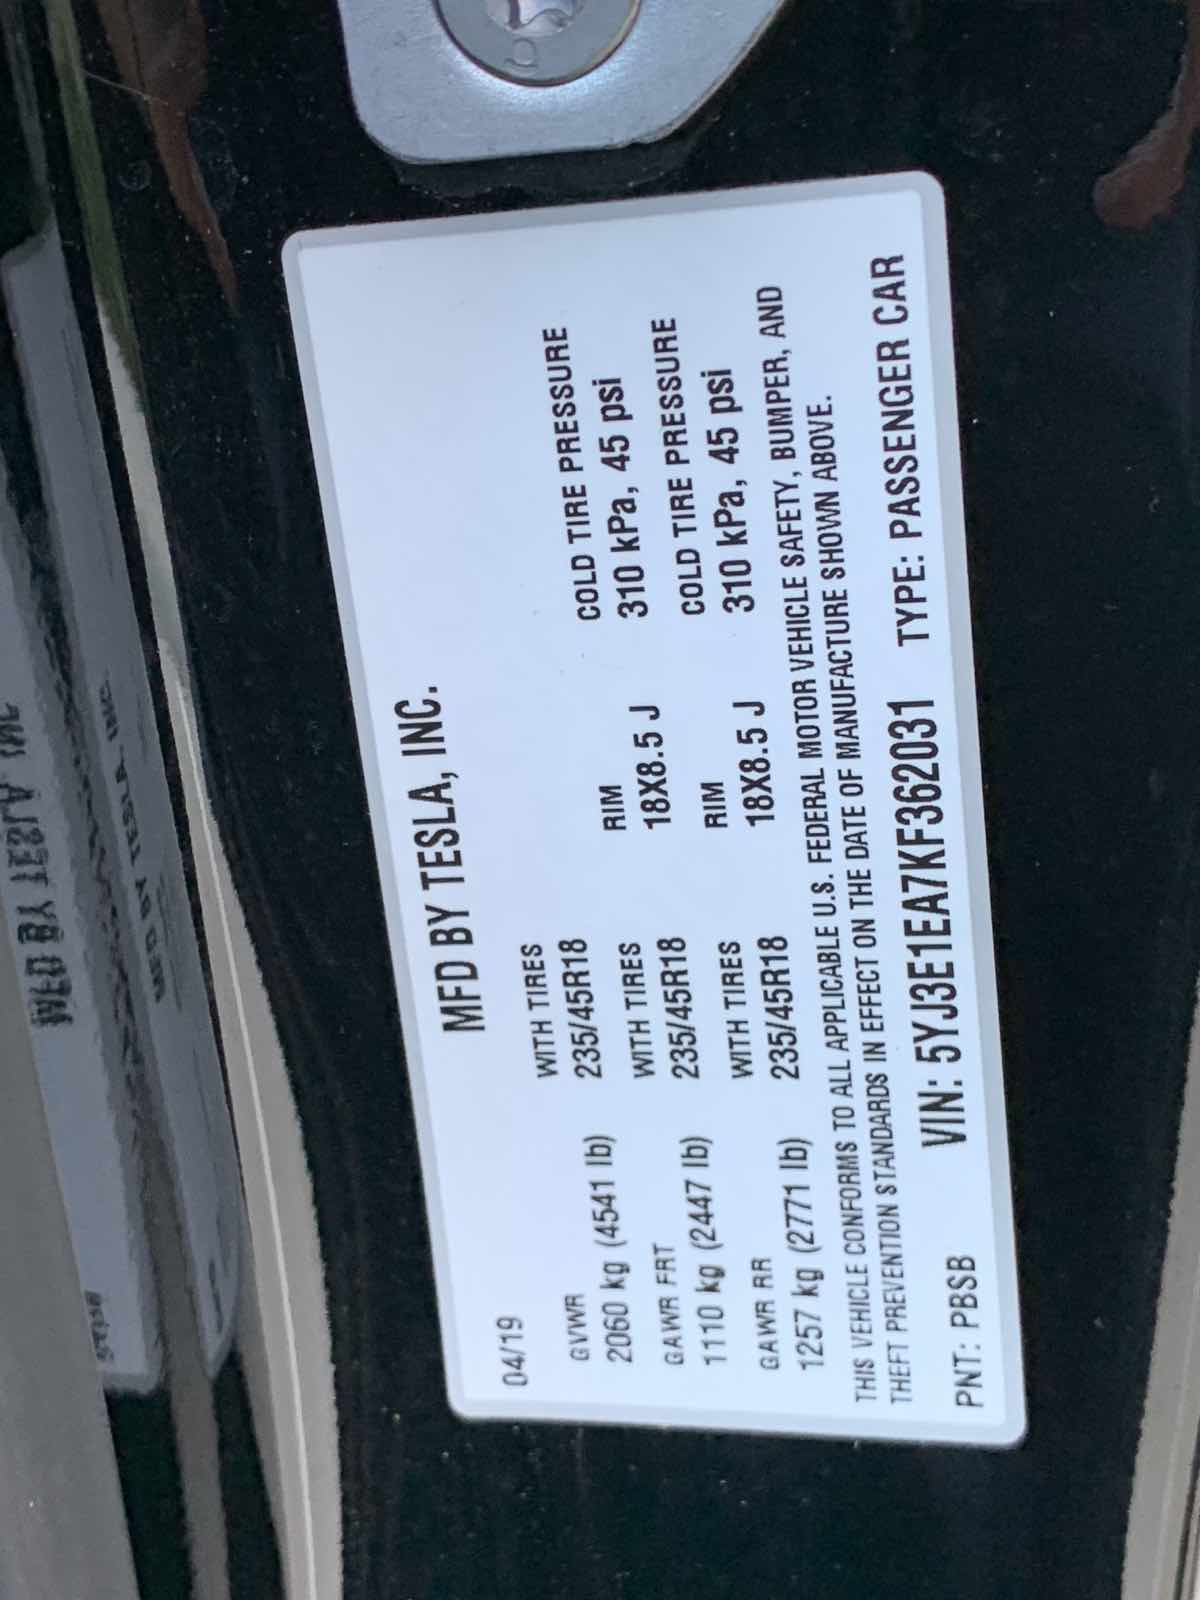 MFD BY TESLA, INC.
04/19
GVWR WITH TIRES RIM COLD TIRE PRESSURE
2060 kg (4541 lb) 235/45R18
GAWR FRT WITH TIRES RIM COLD TIRE PRESSURE
1110 kg (2447 lb) 235/45R18 18X8.5 J 310 kPa, 45 psi
GAWR RR WITH TIRES RIM COLD TIRE PRESSURE
1257 kg (2771 lb) 235/45R18 18X8.5 J 310 kPa, 45 psi
THIS VEHICLE CONFORMS TO ALL APPLICABLE U.S. FEDERAL MOTOR VEHICLE SAFETY, BUMPER, AND
THEFT PREVENTION STANDARDS IN EFFECT ON THE DATE OF MANUFACTURE SHOWN ABOVE.
PNT: PBSB VIN: 5YJ3E1EA7KF362031 TYPE: PASSENGER CAR
MFD BY TESLA, INC.